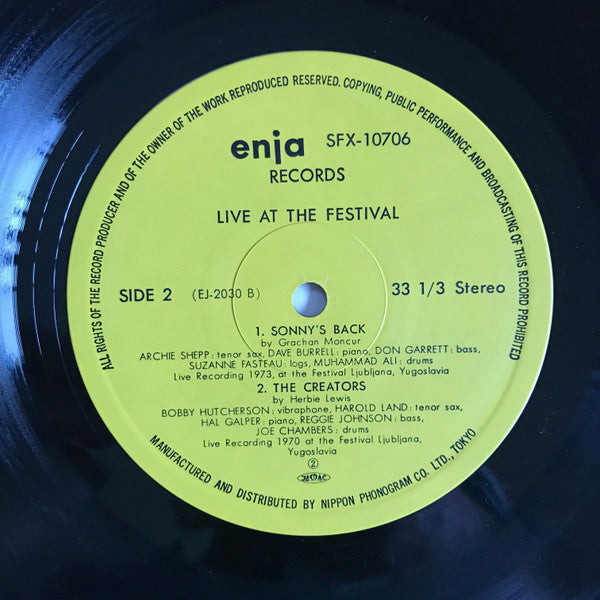 ALL RIGHTS OF THE RECORD PRODUCER AND OF THE OWNER OF THE WORK REPRODUCED RESERVED. COPYING, PUBLIC PERFORMANCE AND BROADCASTING OF THIS RECORD PROHIBITED
enja SFX-10706
RECORDS
LIVE AT THE FESTIVAL
SIDE 2 (EJ-2030 B) 33 1/3 Stereo
1. SONNY'S BACK
by Grachan Moncur
ARCHIE SHEPP : tenor sax, DAVE BURRELL : piano, DON GARRETT : bass,
SUZANNE FASTEAU : logs, MUHAMMAD ALI : drums
Live Recording 1973, at the Festival Ljubljana, Yugoslavia
2. THE CREATORS
by Herbie Lewis
BOBBY HUTCHERSON : vibraphone, HAROLD LAND : tenor sax,
HAL GALPER : piano, REGGIE JOHNSON : bass,
JOE CHAMBERS : drums
Live Recording 1970 at the Festival Ljubljana,
Yugoslavia
②
JASRAC
MANUFACTURED AND DISTRIBUTED BY NIPPON PHONOGRAM CO. LTD., TOKYO